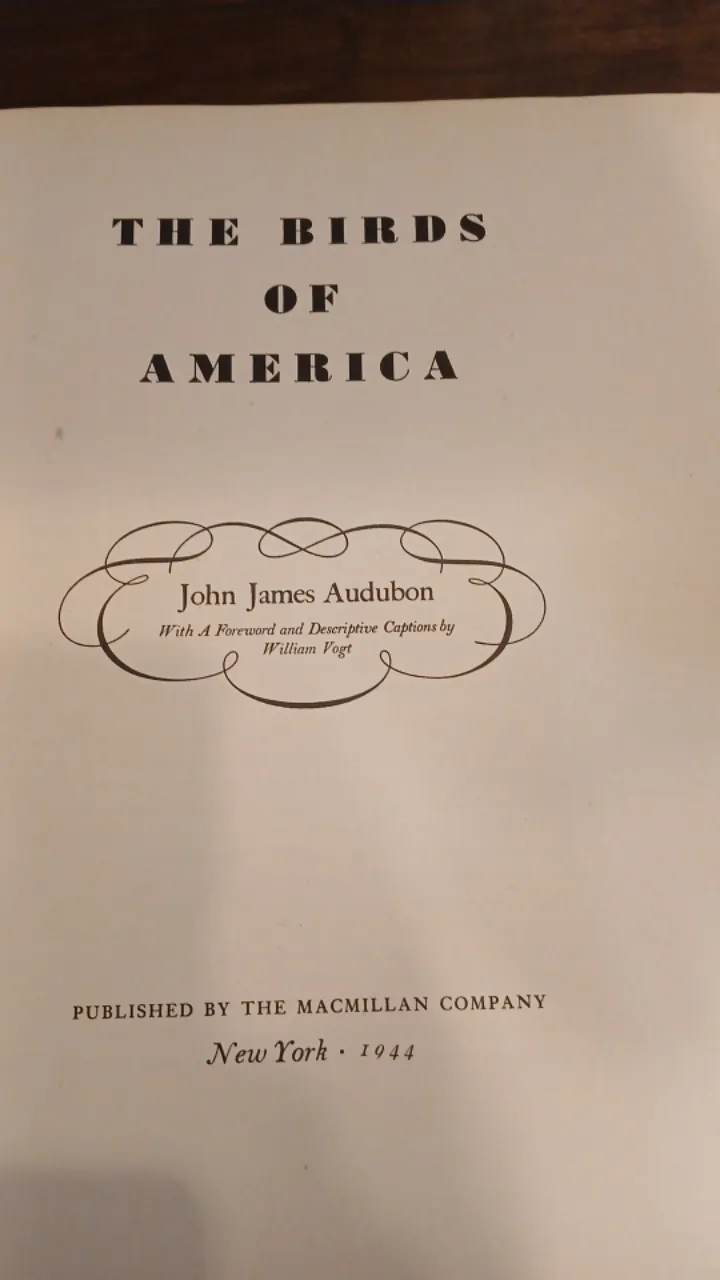 THE BIRDS
OF
AMERICA
John James Audubon
With A Foreword and Descriptive Captions by
William Vogt
PUBLISHED BY THE MACMILLAN COMPANY
New York · 1944